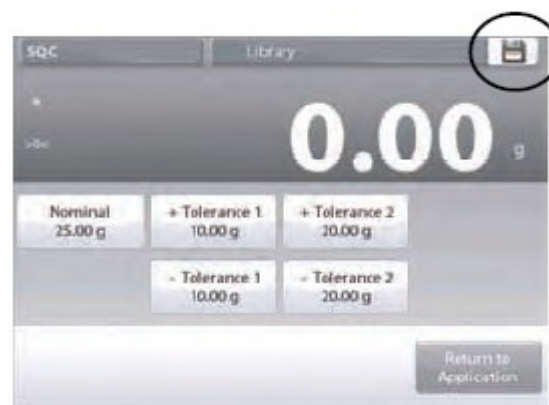 SQC Library
*
>0<
0.00 g
Nominal + Tolerance 1 + Tolerance 2
25.00 g 10.00 g 20.00 g
- Tolerance 1 - Tolerance 2
10.00 g 20.00 g
Return to
Application